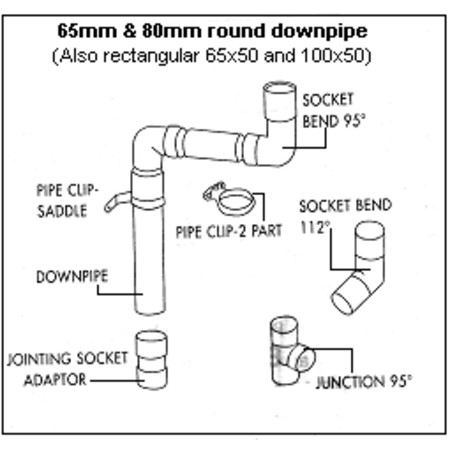 65mm & 80mm round downpipe
(Also rectangular 65x50 and 100x50)
SOCKET
BEND 95°
PIPE CLIP-
SADDLE
PIPE CLIP-2 PART
SOCKET BEND
112°
DOWNPIPE
JOINTING SOCKET
ADAPTOR
JUNCTION 95°